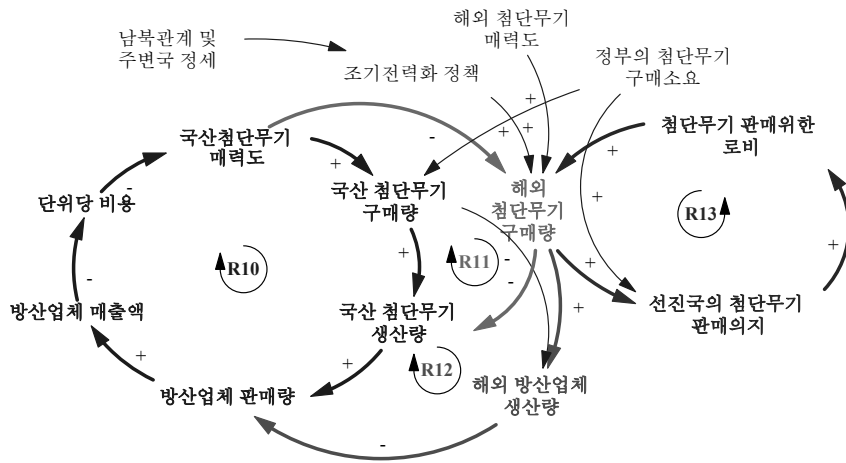 해외 첨단무기
매력도
남북관계 및
주변국 정세
조기전력화 정책
정부의 첨단무기
구매소요
+
-
+
+
국산첨단무기
매력도
첨단무기 판매위한
로비
+
+
+
-
국산 첨단무기
구매량
해외
첨단무기
구매량
단위당 비용
+
R13
+
+
R10
R11
-
+
-
-
방산업체 매출액
국산 첨단무기
생산량
+
선진국의 첨단무기
판매의지
+
+
R12
방산업체 판매량
해외 방산업체
생산량
-